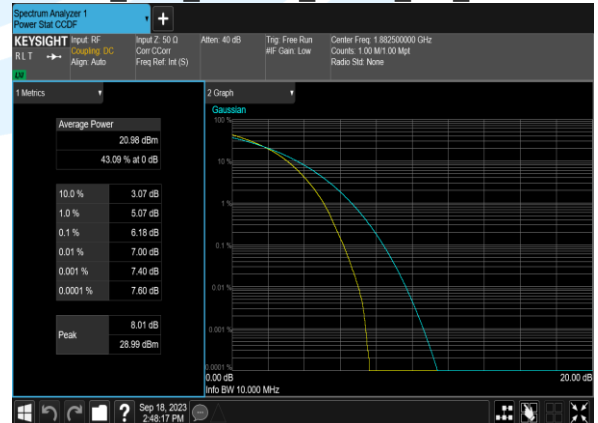 Spectrum Analyzer 1
Power Stat CCDF
+
KEYSIGHT
RLT
LW
Input: RF
Coupling: DC
Align: Auto
Input Z: 50 Ω
Corr CCorr
Freq Ref: Int (S)
Atten: 40 dB
Trig: Free Run
#IF Gain: Low
Center Freq: 1.882500000 GHz
Counts: 1.00 M/1.00 Mpt
Radio Std: None
1 Metrics
Average Power
20.98 dBm
43.09 % at 0 dB
10.0 % 3.07 dB
1.0 % 5.07 dB
0.1 % 6.18 dB
0.01 % 7.00 dB
0.001 % 7.40 dB
0.0001 % 7.60 dB
Peak
8.01 dB
28.99 dBm
2 Graph
Gaussian
100 %
10 %
1 %
0.1 %
0.01 %
0.001 %
0.0001 %
0.00 dB 20.00 dB
Info BW 10.000 MHz
?
Sep 18, 2023
2:48:17 PM